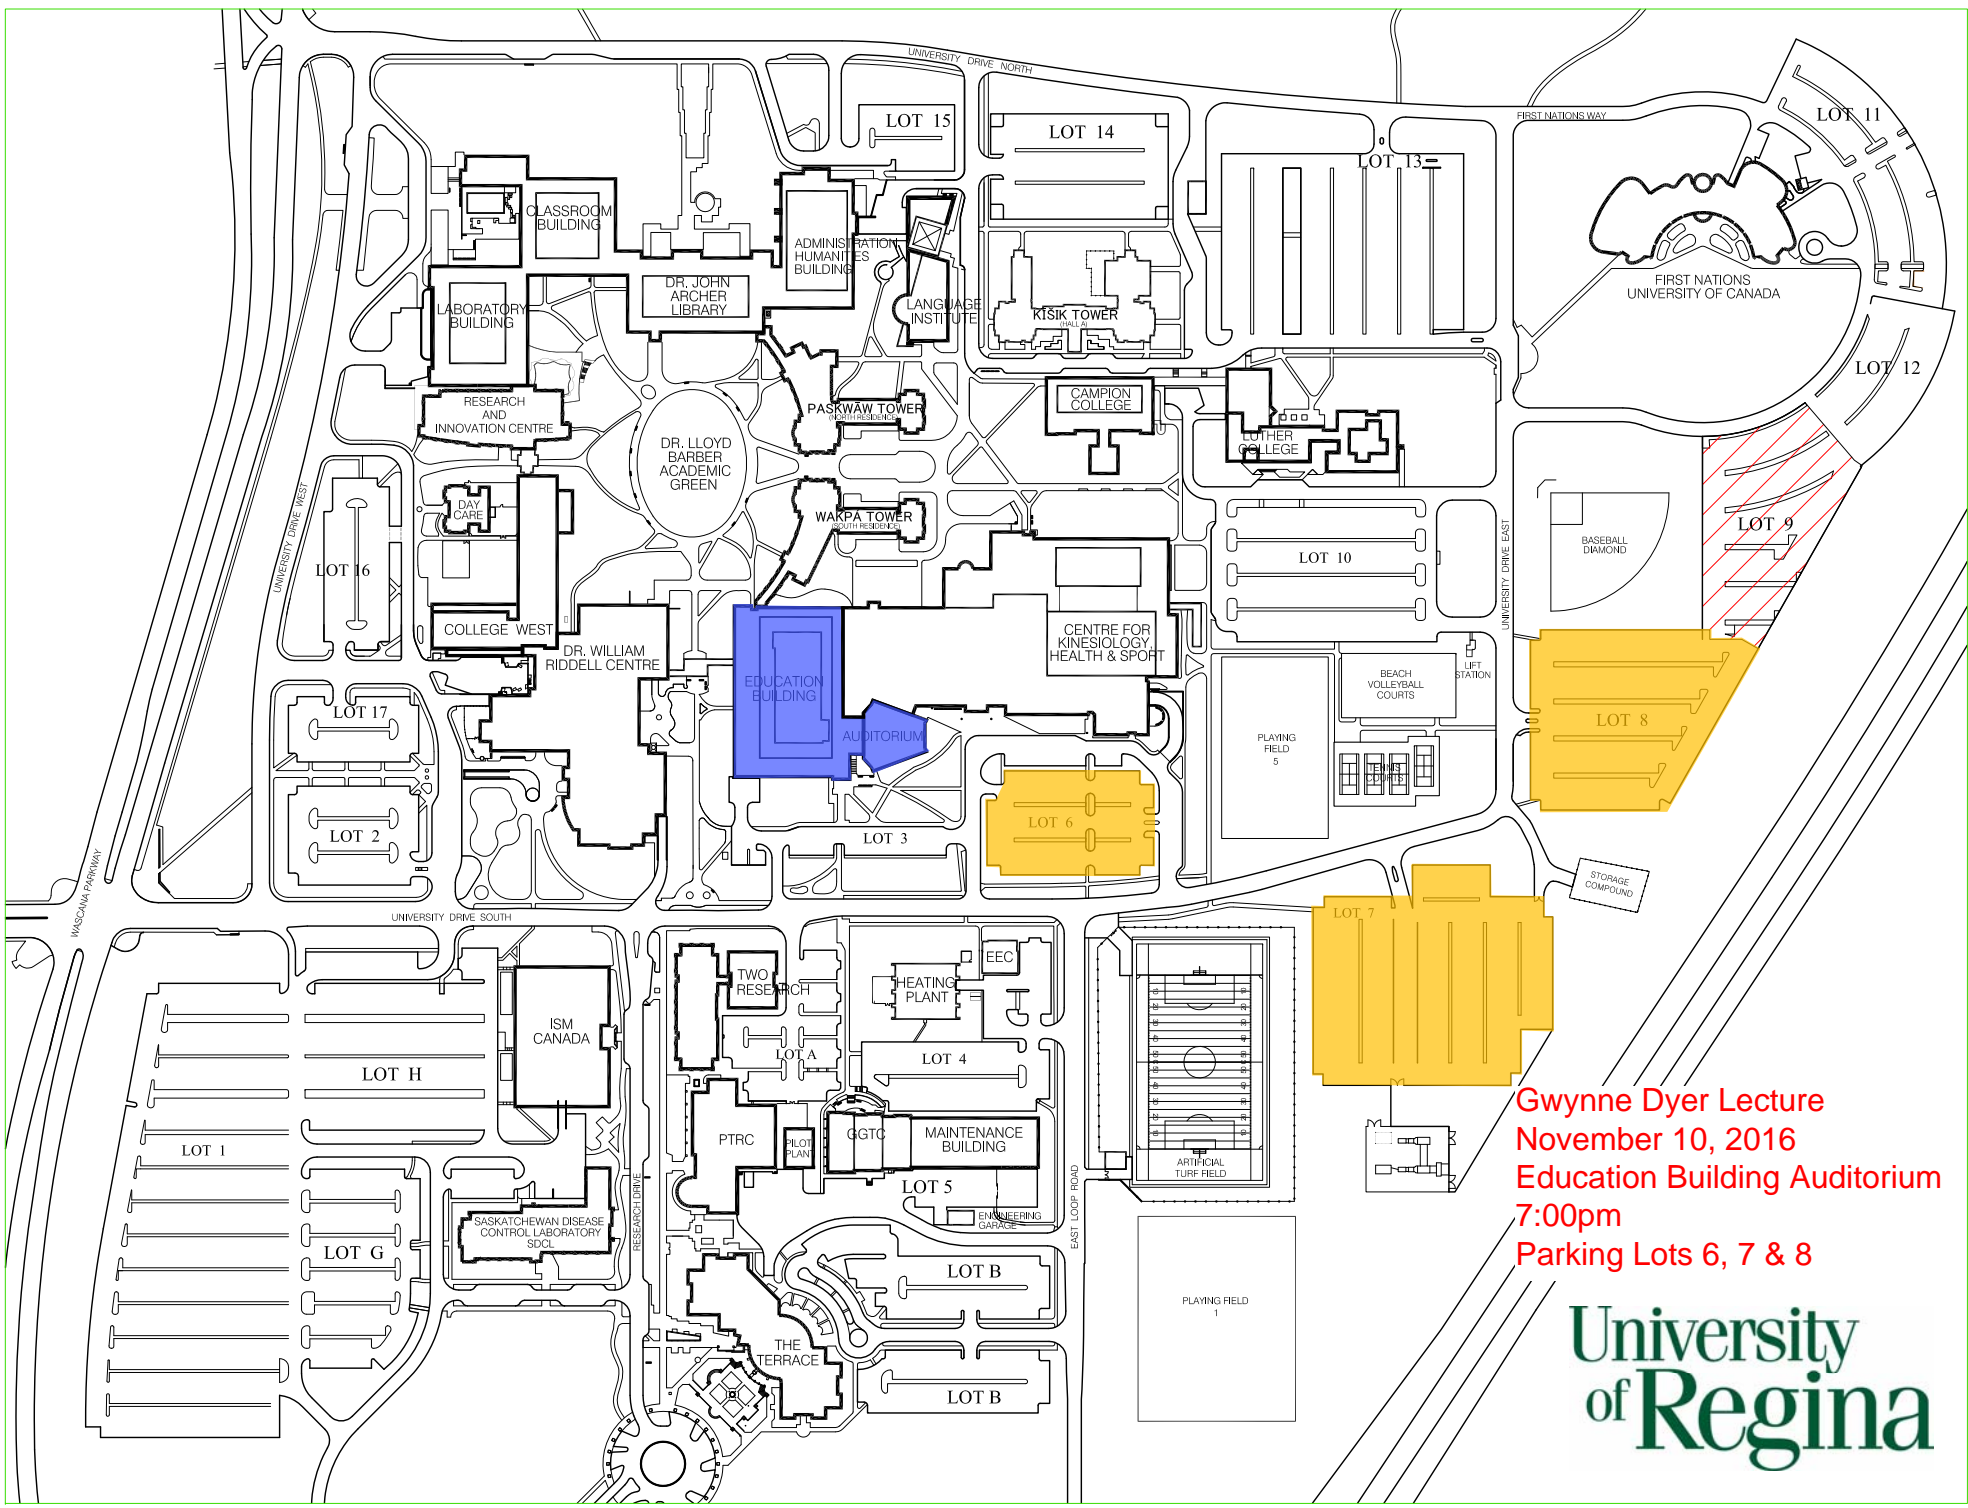 UNIVERSITY DRIVE NORTH
FIRST NATIONS WAY
LOT 11
LOT 15
LOT 14
LOT 13
CLASSROOM
BUILDING
ADMINISTRATION
HUMANITIES
BUILDING
DR. JOHN
ARCHER
LIBRARY
LABORATORY
BUILDING
LANGUAGE
INSTITUTE
KĪSIK TOWER
(HALL A)
FIRST NATIONS
UNIVERSITY OF CANADA
LOT 12
RESEARCH
AND
INNOVATION CENTRE
PASKWĀW TOWER
(NORTH RESIDENCE)
CAMPION
COLLEGE
LUTHER
COLLEGE
DR. LLOYD
BARBER
ACADEMIC
GREEN
DAY
CARE
WAKPÁ TOWER
(SOUTH RESIDENCE)
UNIVERSITY DRIVE WEST
LOT 16
LOT 10
UNIVERSITY DRIVE EAST
BASEBALL
DIAMOND
LOT 9
COLLEGE WEST
DR. WILLIAM
RIDDELL CENTRE
EDUCATION
BUILDING
AUDITORIUM
CENTRE FOR
KINESIOLOGY,
HEALTH & SPORT
BEACH
VOLLEYBALL
COURTS
LIFT
STATION
LOT 8
LOT 17
PLAYING
FIELD
5
TENNIS
COURTS
LOT 2
LOT 3
LOT 6
STORAGE
COMPOUND
WASCANA PARKWAY
UNIVERSITY DRIVE SOUTH
LOT 7
TWO
RESEARCH
HEATING
PLANT
EEC
ISM
CANADA
LOT A
LOT 4
LOT H
LOT 1
PTRC
PILOT
PLANT
GGTC
MAINTENANCE
BUILDING
ARTIFICIAL
TURF FIELD
LOT 5
ENGINEERING
GARAGE
EAST LOOP ROAD
RESEARCH DRIVE
SASKATCHEWAN DISEASE
CONTROL LABORATORY
SDCL
LOT G
LOT B
PLAYING FIELD
1
THE
TERRACE
LOT B
Gwynne Dyer Lecture
November 10, 2016
Education Building Auditorium
7:00pm
Parking Lots 6, 7 & 8
University
of Regina